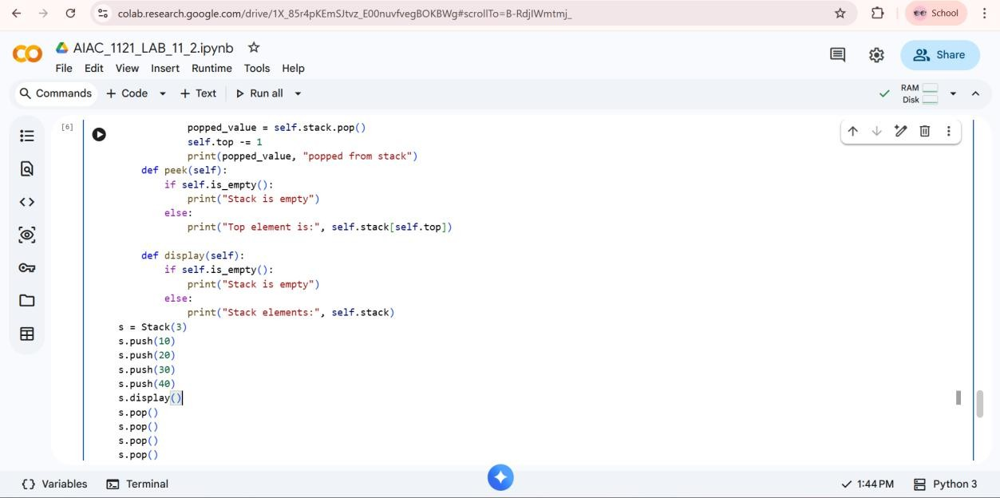 colab.research.google.com/drive/1X_85r4pKEmSJtvz_E00nuvfvegBOKBWg#scrollTo=B-RdjIWmtmj_
School
AIAC_1121_LAB_11_2.ipynb
File Edit View Insert Runtime Tools Help
Share
Commands + Code + Text Run all
RAM
Disk
[6]
popped_value = self.stack.pop()
self.top -= 1
print(popped_value, "popped from stack")
def peek(self):
if self.is_empty():
print("Stack is empty")
else:
print("Top element is:", self.stack[self.top])
def display(self):
if self.is_empty():
print("Stack is empty")
else:
print("Stack elements:", self.stack)
s = Stack(3)
s.push(10)
s.push(20)
s.push(30)
s.push(40)
s.display()
s.pop()
s.pop()
s.pop()
s.pop()
{} Variables Terminal
1:44 PM Python 3